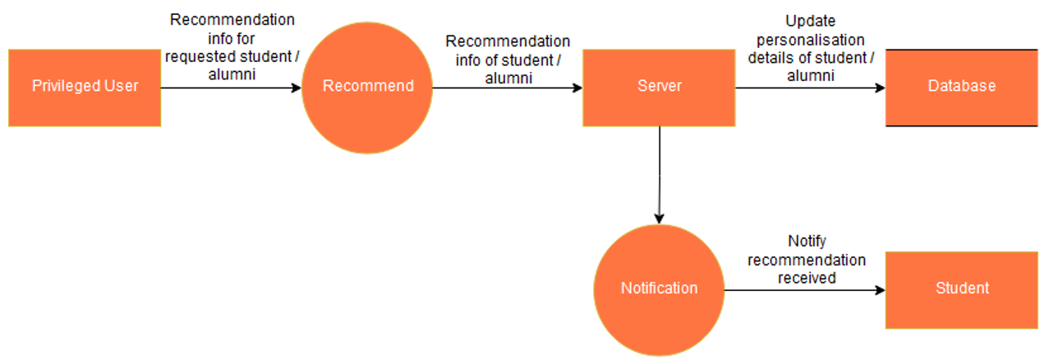 Recommendation
info for
requested student /
alumni
Privileged User
Recommend
Recommendation
info of student /
alumni
Server
Update
personalisation
details of student /
alumni
Database
Notification
Notify
recommendation
received
Student